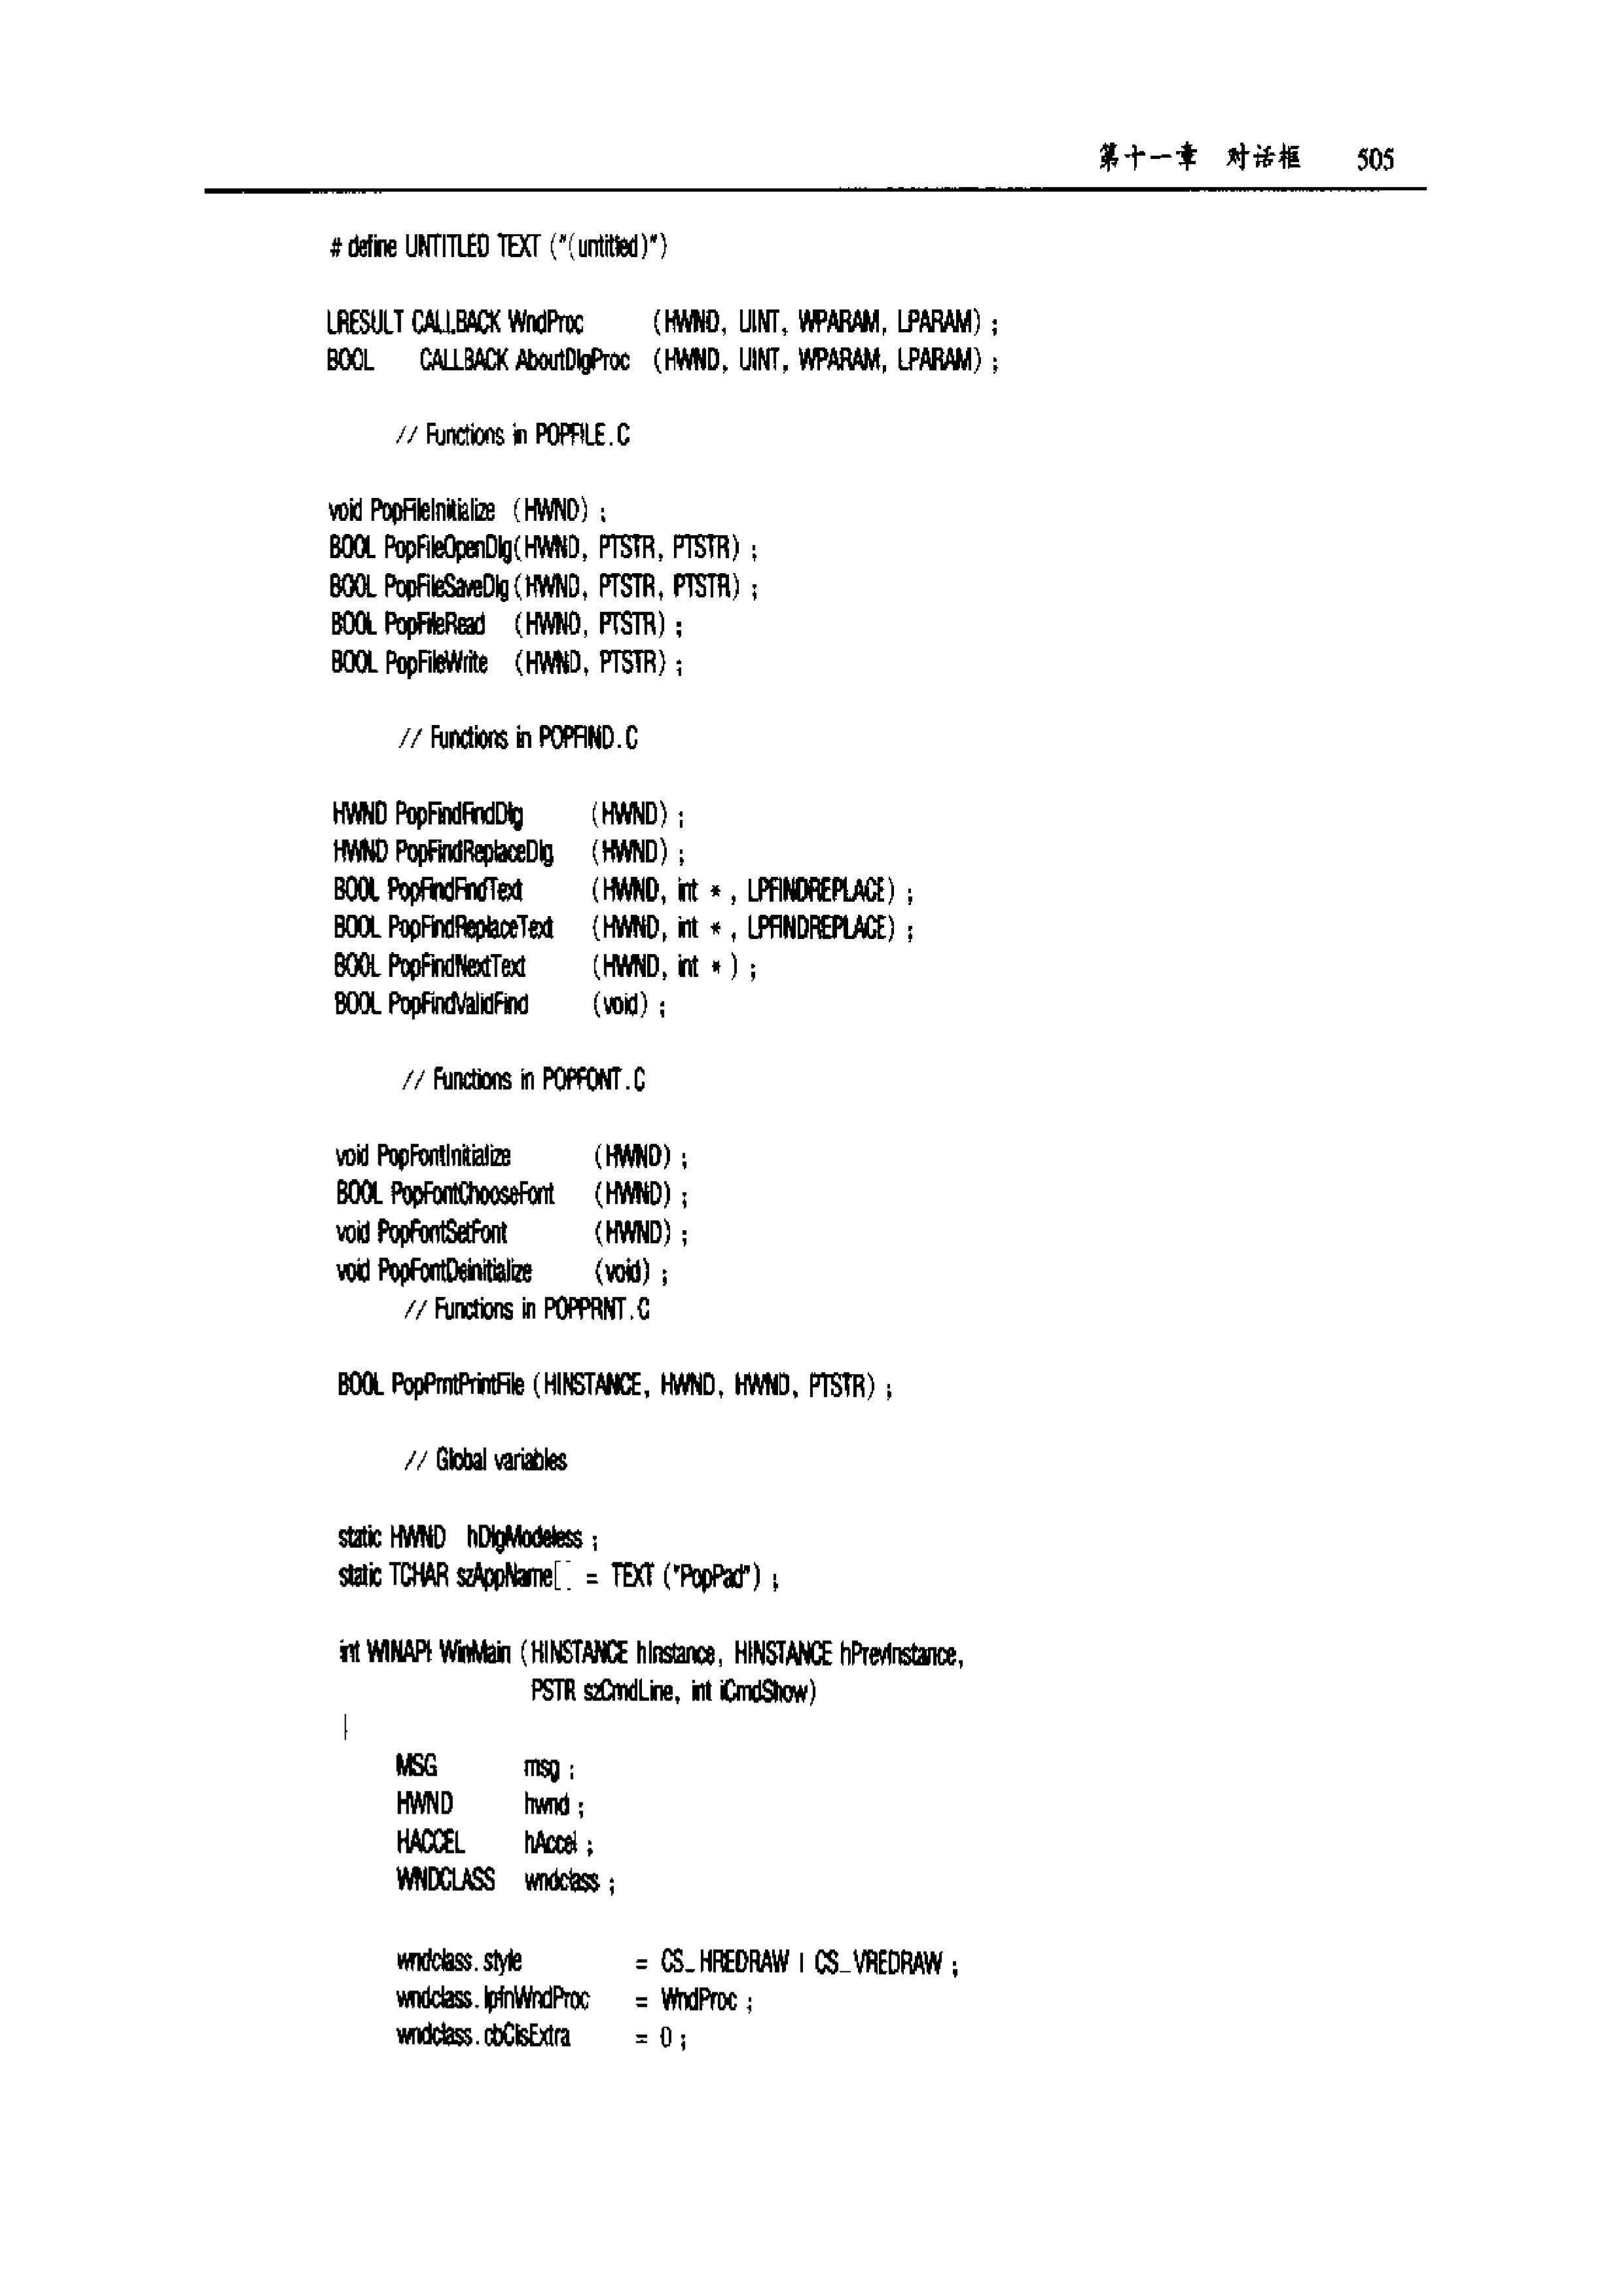 第十一章 对话框 505
# define UNTITLED TEXT ("(untitled)")
LRESULT CALLBACK WndProc (HWND, UINT, WPARAM, LPARAM) ;
BOOL CALLBACK AboutDlgProc (HWND, UINT, WPARAM, LPARAM) ;
// Functions in POPFILE.C
void PopFileInitialize (HWND) ;
BOOL PopFileOpenDlg(HWND, PTSTR, PTSTR) ;
BOOL PopFileSaveDlg(HWND, PTSTR, PTSTR) ;
BOOL PopFileRead (HWND, PTSTR) ;
BOOL PopFileWrite (HWND, PTSTR) ;
// Functions in POPFIND.C
HWND PopFindFindDlg (HWND) ;
HWND PopFindReplaceDlg (HWND) ;
BOOL PopFindFindText (HWND, int * , LPFINDREPLACE) ;
BOOL PopFindReplaceText (HWND, int * , LPFINDREPLACE) ;
BOOL PopFindNextText (HWND, int * ) ;
BOOL PopFindValidFind (void) ;
// Functions in POPFONT.C
void PopFontInitialize (HWND) ;
BOOL PopFontChooseFont (HWND) ;
void PopFontSetFont (HWND) ;
void PopFontDeinitialize (void) ;
// Functions in POPPRNT.C
BOOL PopPrntPrintFile (HINSTANCE, HWND, HWND, PTSTR) ;
// Global variables
static HWND hDlgModeless ;
static TCHAR szAppName[] = TEXT ("PopPad") ;
int WINAPI WinMain (HINSTANCE hInstance, HINSTANCE hPrevInstance,
PSTR szCmdLine, int iCmdShow)
{
MSG msg ;
HWND hwnd ;
HACCEL hAccel ;
WNDCLASS wndclass ;
wndclass.style = CS_HREDRAW | CS_VREDRAW ;
wndclass.lpfnWndProc = WndProc ;
wndclass.cbClsExtra = 0 ;